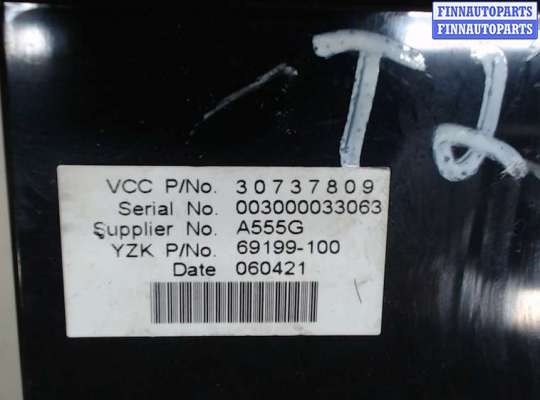 FINNAUTOPARTS
FINNAUTOPARTS
VCC P/No. 30737809
Serial No. 003000033063
Supplier No. A555G
YZK P/No. 69199-100
Date 060421